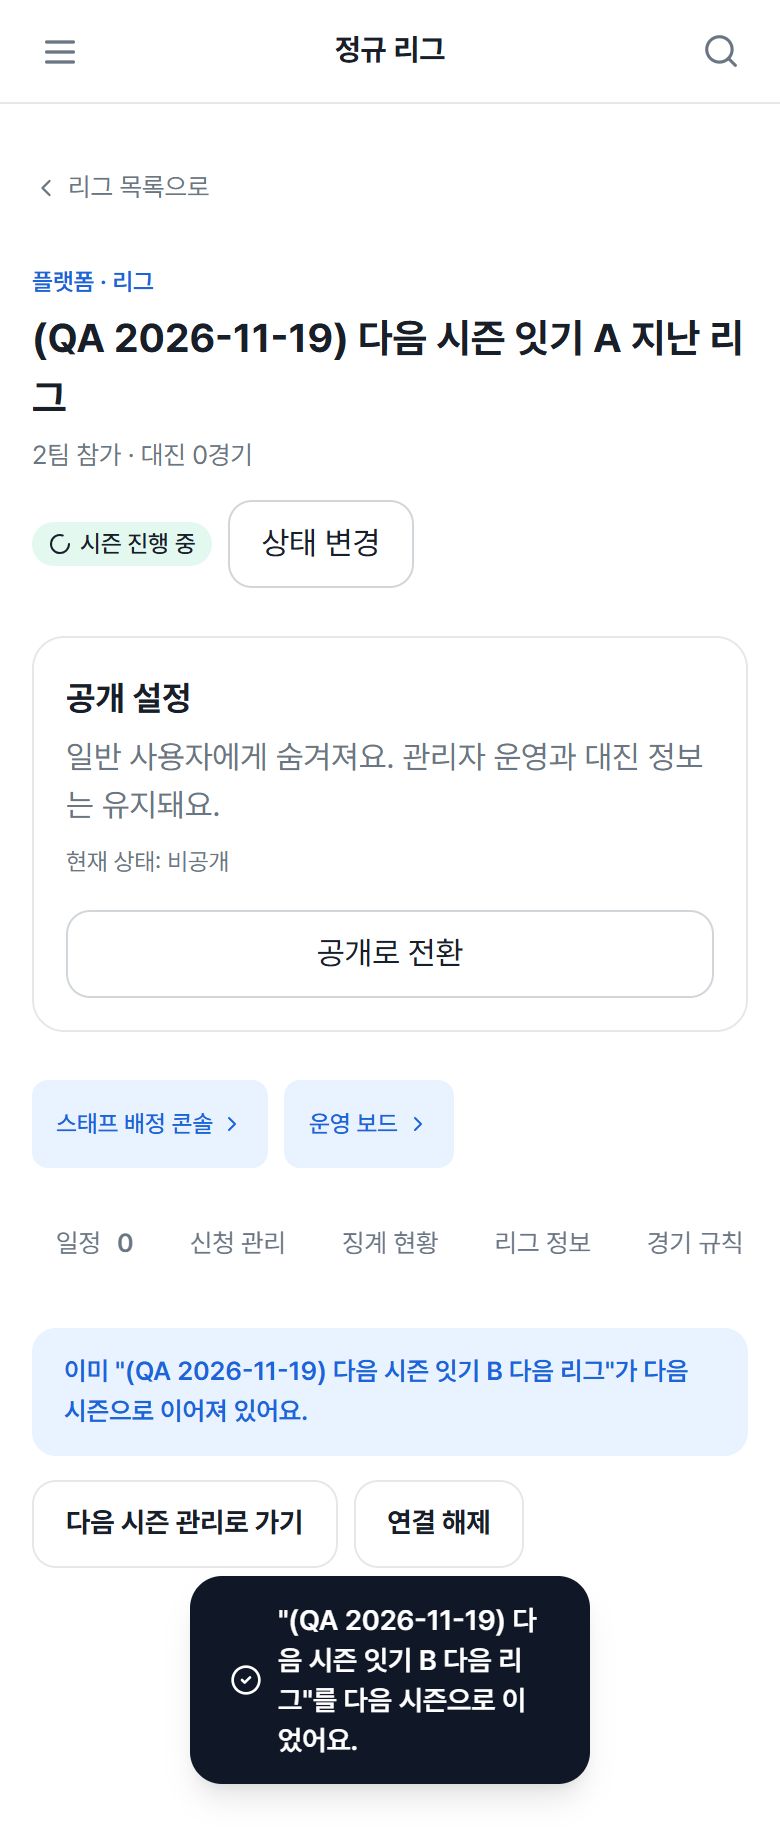 정규 리그
리그 목록으로
플랫폼 · 리그
(QA 2026-11-19) 다음 시즌 잇기 A 지난 리
그
2팀 참가 · 대진 0경기
시즌 진행 중
상태 변경
공개 설정
일반 사용자에게 숨겨져요. 관리자 운영과 대진 정보
는 유지돼요.
현재 상태: 비공개
공개로 전환
스태프 배정 콘솔
운영 보드
일정 0 신청 관리 징계 현황 리그 정보 경기 규칙
이미 "(QA 2026-11-19) 다음 시즌 잇기 B 다음 리그"가 다음
시즌으로 이어져 있어요.
다음 시즌 관리로 가기
연결 해제
"(QA 2026-11-19) 다
음 시즌 잇기 B 다음 리
그"를 다음 시즌으로 이
었어요.